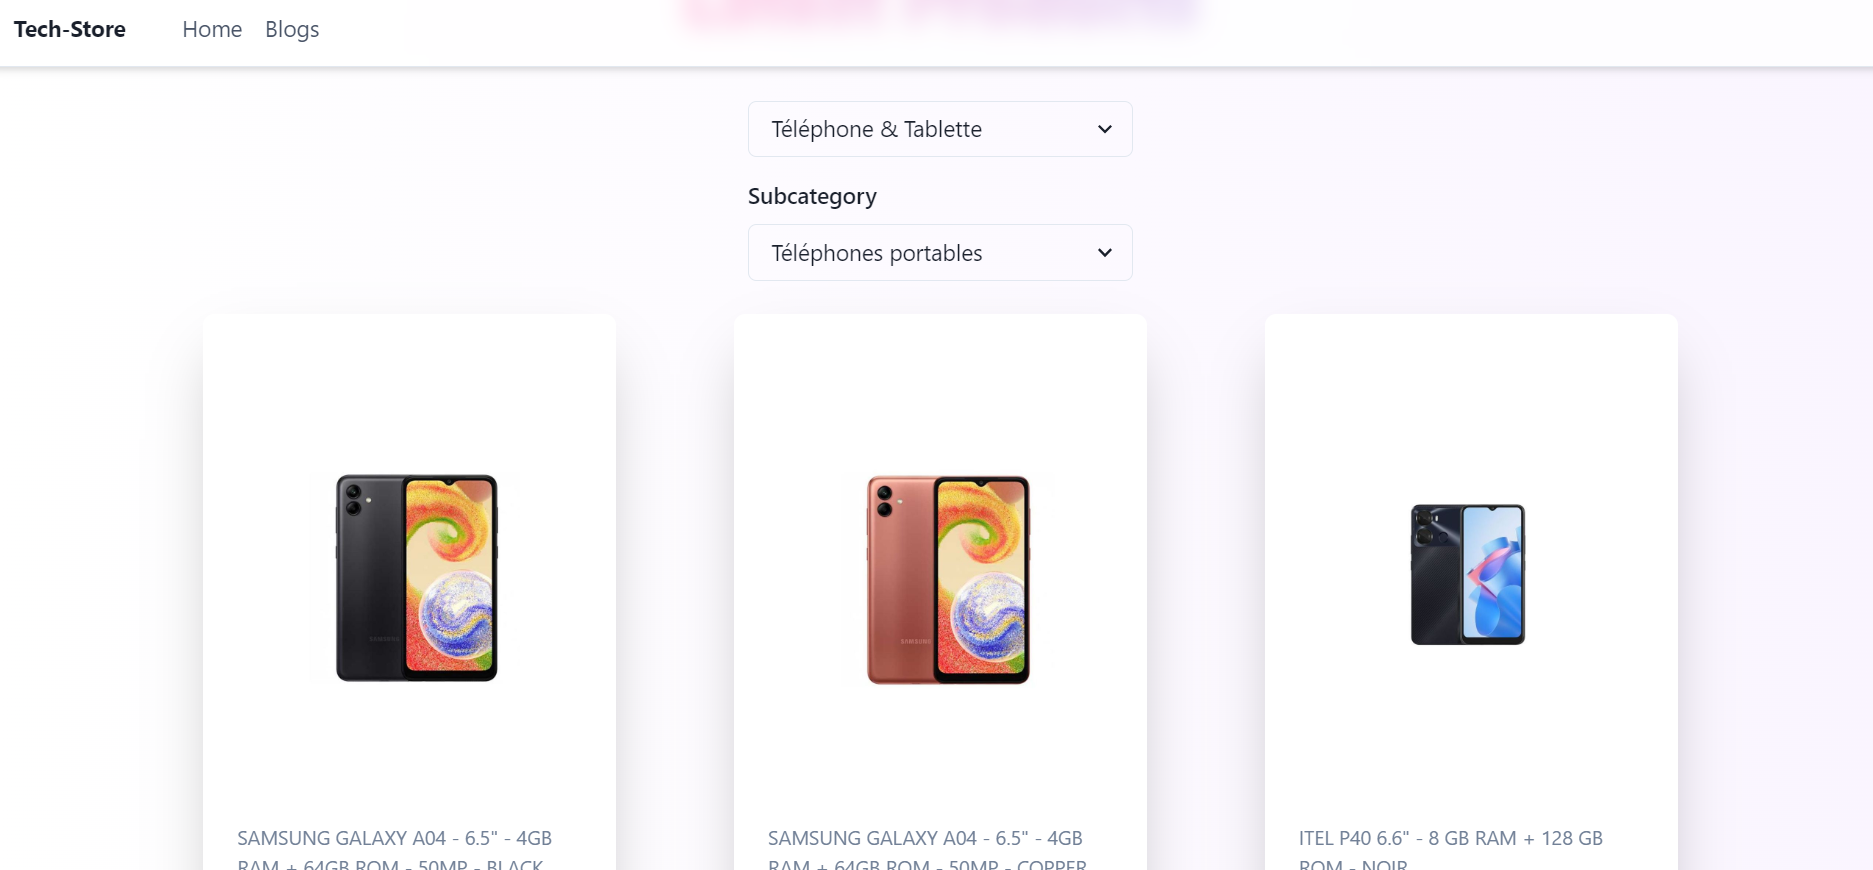 Tech-Store Home Blogs
Téléphone & Tablette
Subcategory
Téléphones portables
SAMSUNG
SAMSUNG GALAXY A04 - 6.5" - 4GB
RAM + 64GB ROM - 50MP - BLACK
SAMSUNG GALAXY A04 - 6.5" - 4GB
RAM + 64GB ROM - 50MP - COPPER
ITEL P40 6.6" - 8 GB RAM + 128 GB
ROM - NOIR